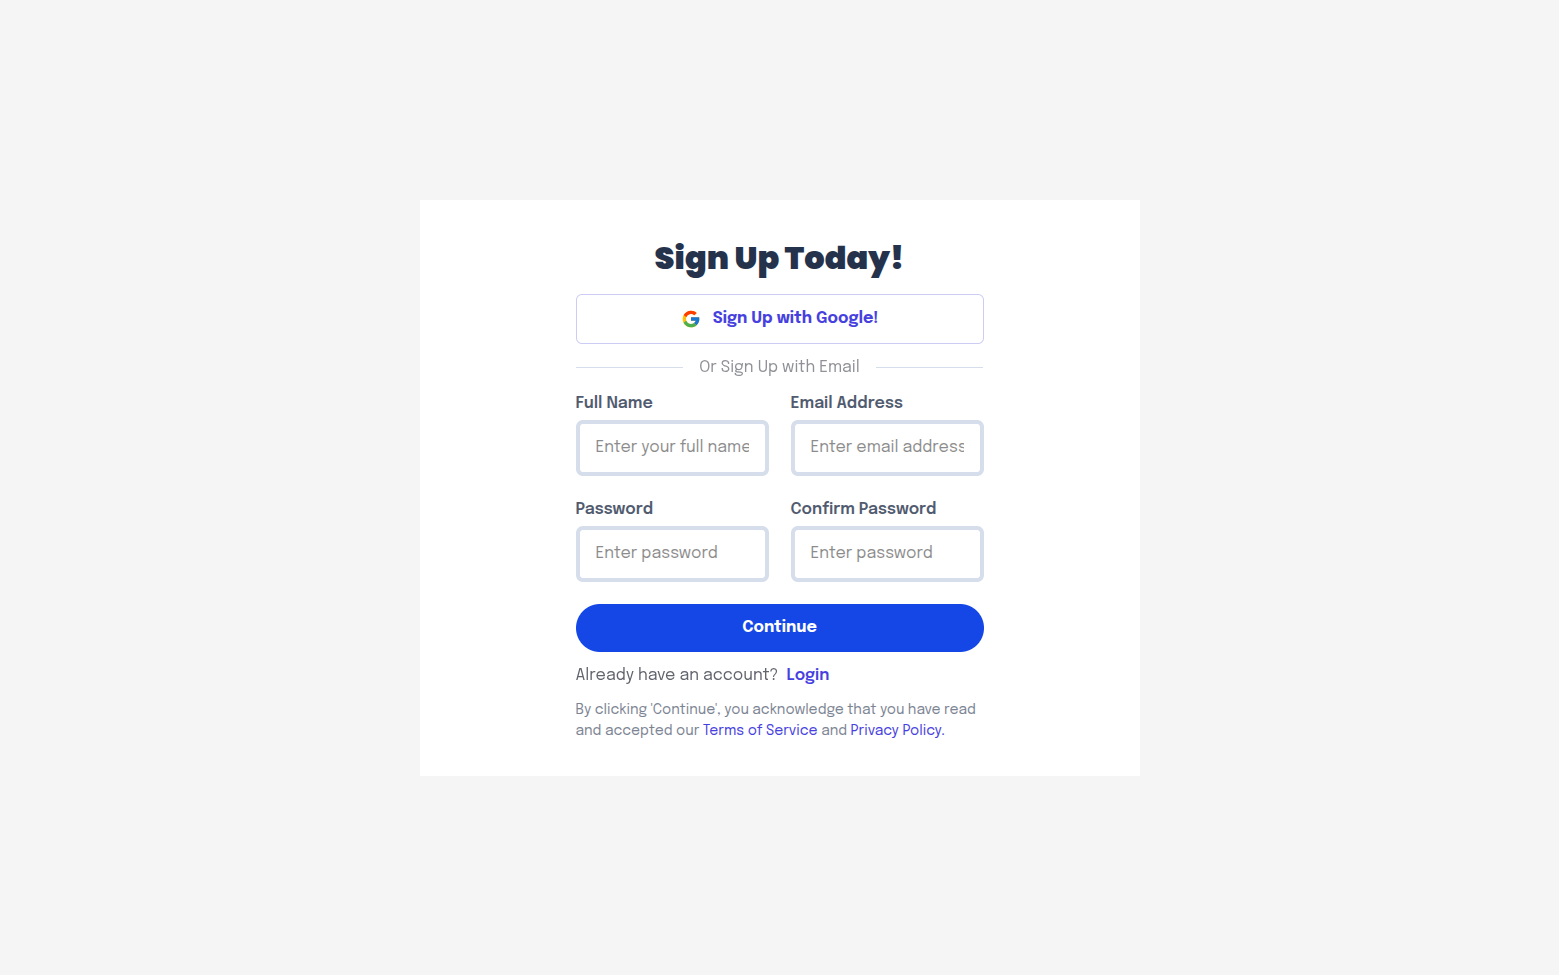 Sign Up Today!
Sign Up with Google!
Or Sign Up with Email
Full Name
Email Address
Enter your full name
Enter email address
Password
Confirm Password
Enter password
Enter password
Continue
Already have an account? Login
By clicking 'Continue', you acknowledge that you have read
and accepted our Terms of Service and Privacy Policy.